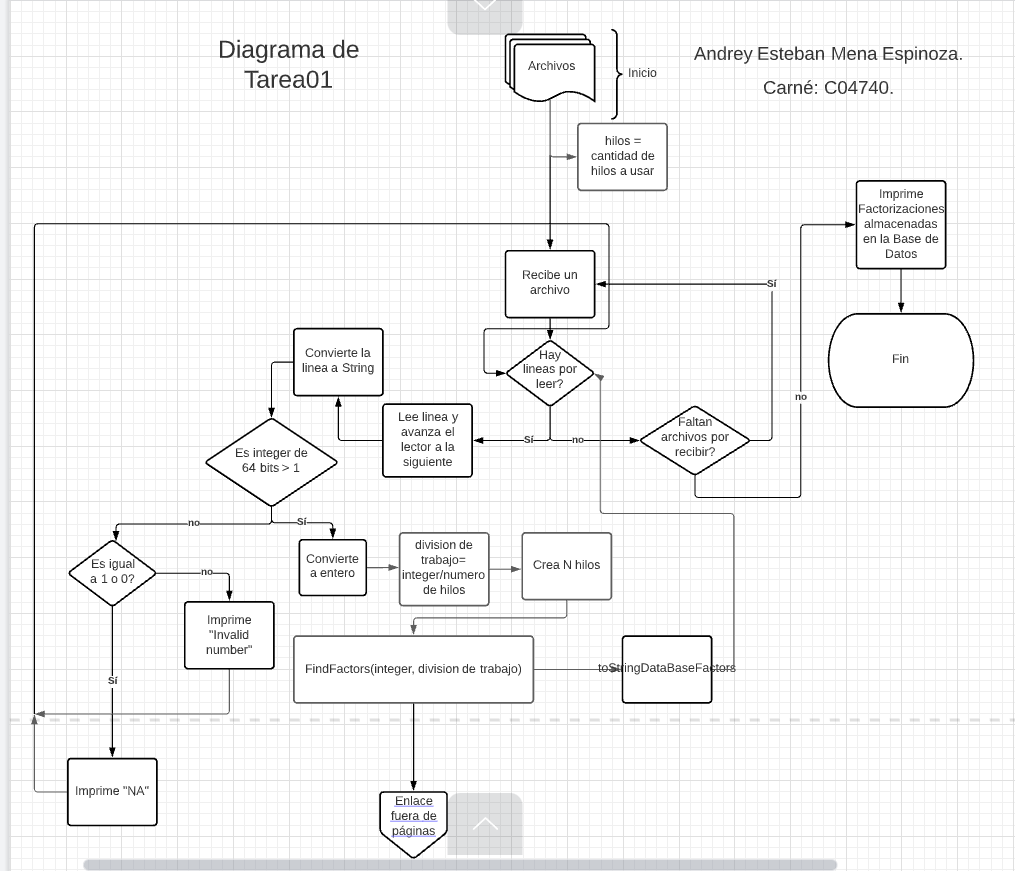 Diagrama de
Tarea01
Archivos
Inicio
Andrey Esteban Mena Espinoza.
Carné: C04740.
hilos =
cantidad de
hilos a usar
Imprime
Factorizaciones
almacenadas
en la Base de
Datos
Recibe un
archivo
Sí
Convierte la
linea a String
Hay
lineas por
leer?
Fin
no
Lee linea y
avanza el
lector a la
siguiente
Sí
no
Faltan
archivos por
recibir?
Es integer de
64 bits > 1
no
Sí
Es igual
a 1 o 0?
no
Convierte
a entero
division de
trabajo=
integer/numero
de hilos
Crea N hilos
Imprime
"Invalid
number"
FindFactors(integer, division de trabajo)
toStringDataBaseFactors
Sí
Imprime "NA"
Enlace
fuera de
páginas